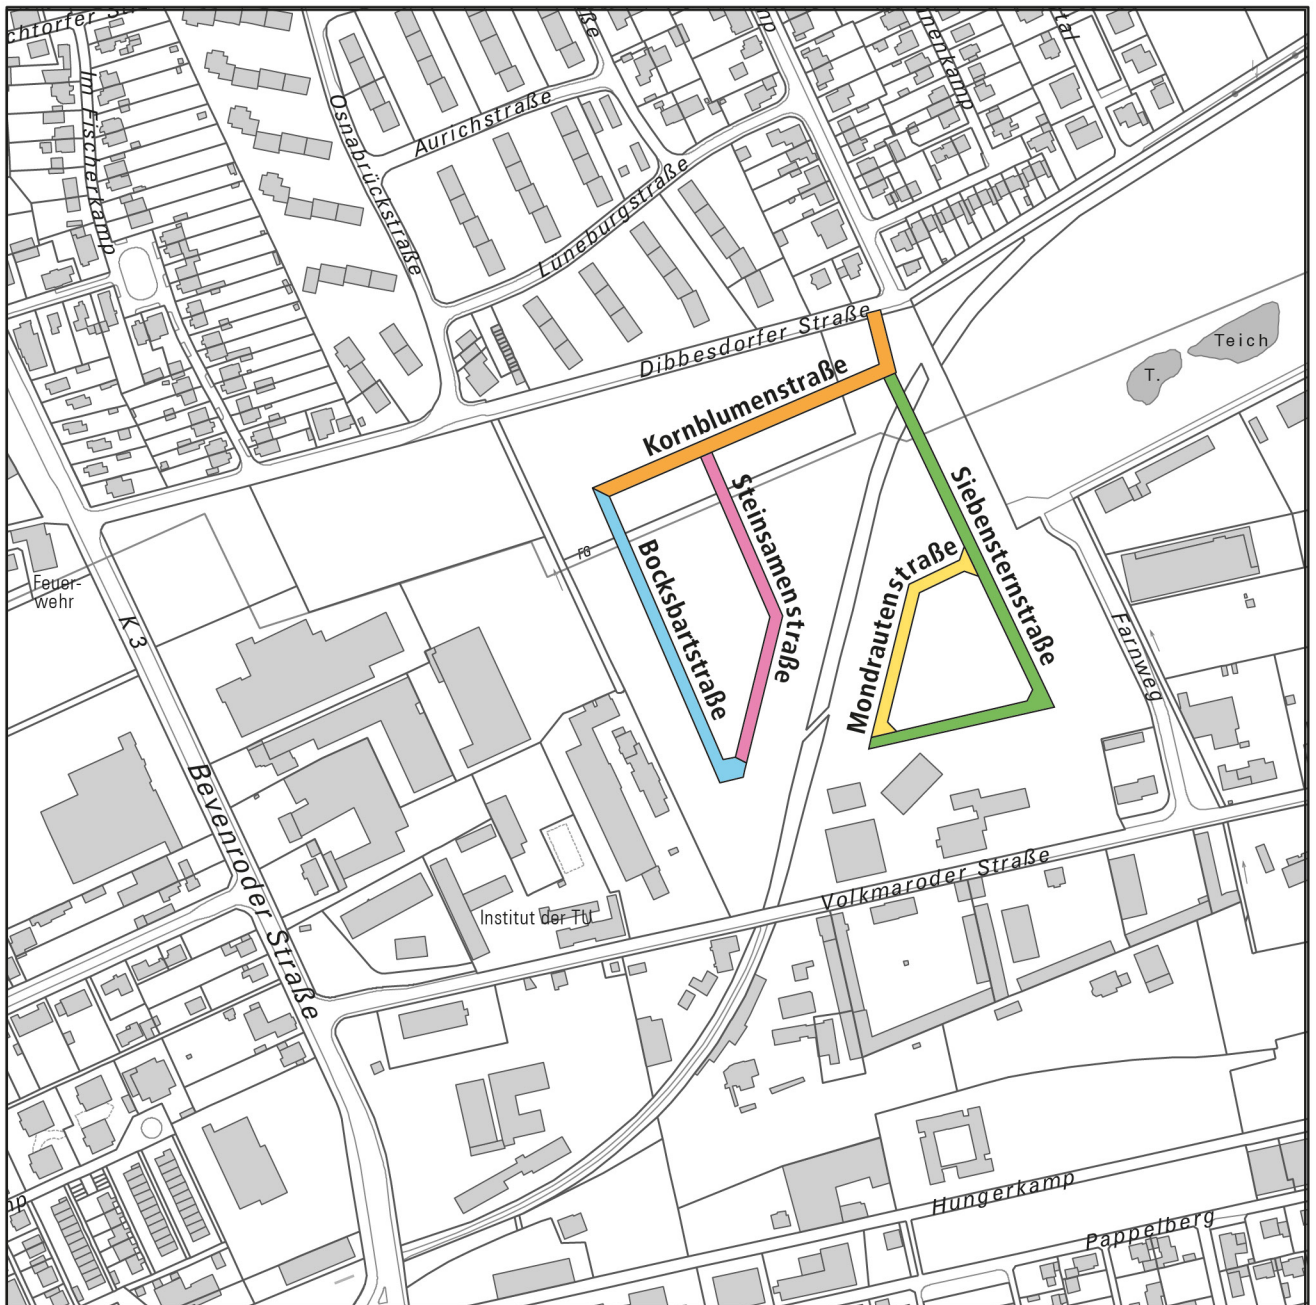 Im Fischerkamp
Osnabrückstraße
Aurichstraße
Lüneburgstraße
Dibbesdorfer Straße
Teich
T.
Kornblumenstraße
Steinsamenstraße
Siebensternstraße
Bocksbartstraße
Mondrautenstraße
FG
Feuer-
wehr
K 3
Farnweg
Bevenroder Straße
Volkmaroder Straße
Institut der TU
Hungerkamp
Pappelberg